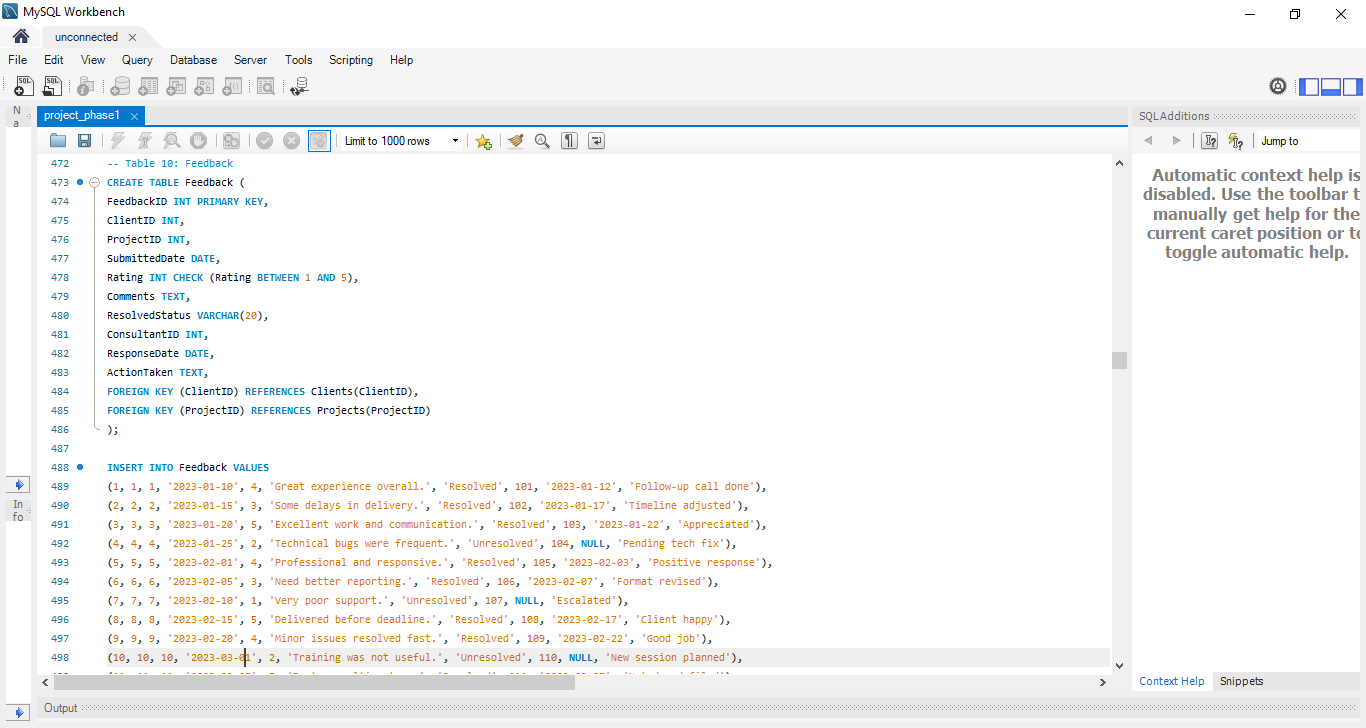 MySQL Workbench
unconnected
File Edit View Query Database Server Tools Scripting Help
N
a
project_phase1
SQLAdditions
Limit to 1000 rows
Jump to
472 -- Table 10: Feedback
473 CREATE TABLE Feedback (
474 FeedbackID INT PRIMARY KEY,
475 ClientID INT,
476 ProjectID INT,
477 SubmittedDate DATE,
478 Rating INT CHECK (Rating BETWEEN 1 AND 5),
479 Comments TEXT,
480 ResolvedStatus VARCHAR(20),
481 ConsultantID INT,
482 ResponseDate DATE,
483 ActionTaken TEXT,
484 FOREIGN KEY (ClientID) REFERENCES Clients(ClientID),
485 FOREIGN KEY (ProjectID) REFERENCES Projects(ProjectID)
486 );
487
488 INSERT INTO Feedback VALUES
489 (1, 1, 1, '2023-01-10', 4, 'Great experience overall.', 'Resolved', 101, '2023-01-12', 'Follow-up call done'),
490 (2, 2, 2, '2023-01-15', 3, 'Some delays in delivery.', 'Resolved', 102, '2023-01-17', 'Timeline adjusted'),
491 (3, 3, 3, '2023-01-20', 5, 'Excellent work and communication.', 'Resolved', 103, '2023-01-22', 'Appreciated'),
492 (4, 4, 4, '2023-01-25', 2, 'Technical bugs were frequent.', 'Unresolved', 104, NULL, 'Pending tech fix'),
493 (5, 5, 5, '2023-02-01', 4, 'Professional and responsive.', 'Resolved', 105, '2023-02-03', 'Positive response'),
494 (6, 6, 6, '2023-02-05', 3, 'Need better reporting.', 'Resolved', 106, '2023-02-07', 'Format revised'),
495 (7, 7, 7, '2023-02-10', 1, 'Very poor support.', 'Unresolved', 107, NULL, 'Escalated'),
496 (8, 8, 8, '2023-02-15', 5, 'Delivered before deadline.', 'Resolved', 108, '2023-02-17', 'Client happy'),
497 (9, 9, 9, '2023-02-20', 4, 'Minor issues resolved fast.', 'Resolved', 109, '2023-02-22', 'Good job'),
498 (10, 10, 10, '2023-03-01', 2, 'Training was not useful.', 'Unresolved', 110, NULL, 'New session planned'),
Automatic context help is
disabled. Use the toolbar t
manually get help for the
current caret position or to
toggle automatic help.
In
fo
Context Help Snippets
Output